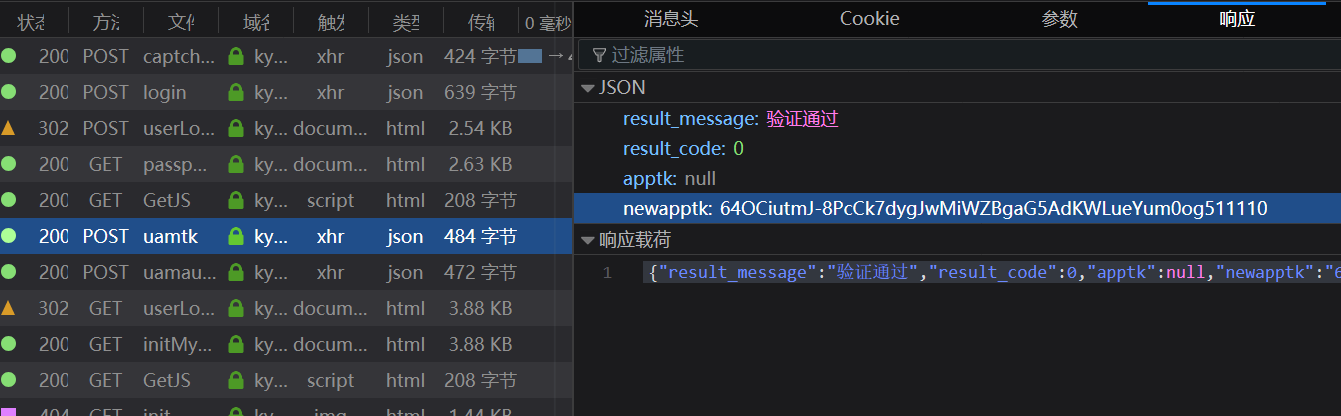 状态 方法 文件 域名 触发 类型 传输 0 毫秒
200 POST captch... ky... xhr json 424 字节
200 POST login ky... xhr json 639 字节
302 POST userLo... ky... docum... html 2.54 KB
200 GET passp... ky... docum... html 2.63 KB
200 GET GetJS ky... script html 208 字节
200 POST uamtk ky... xhr json 484 字节
200 POST uamau... ky... xhr json 472 字节
302 GET userLo... ky... docum... html 3.88 KB
200 GET initMy... ky... docum... html 3.88 KB
200 GET GetJS ky... script html 208 字节
404 GET init ky... img html 1.44 KB
消息头 Cookie 参数 响应
过滤属性
JSON
result_message: 验证通过
result_code: 0
apptk: null
newapptk: 64OCiutmJ-8PcCk7dygJwMiWZBgaG5AdKWLueYum0og511110
响应载荷
1 {"result_message":"验证通过","result_code":0,"apptk":null,"newapptk":"6